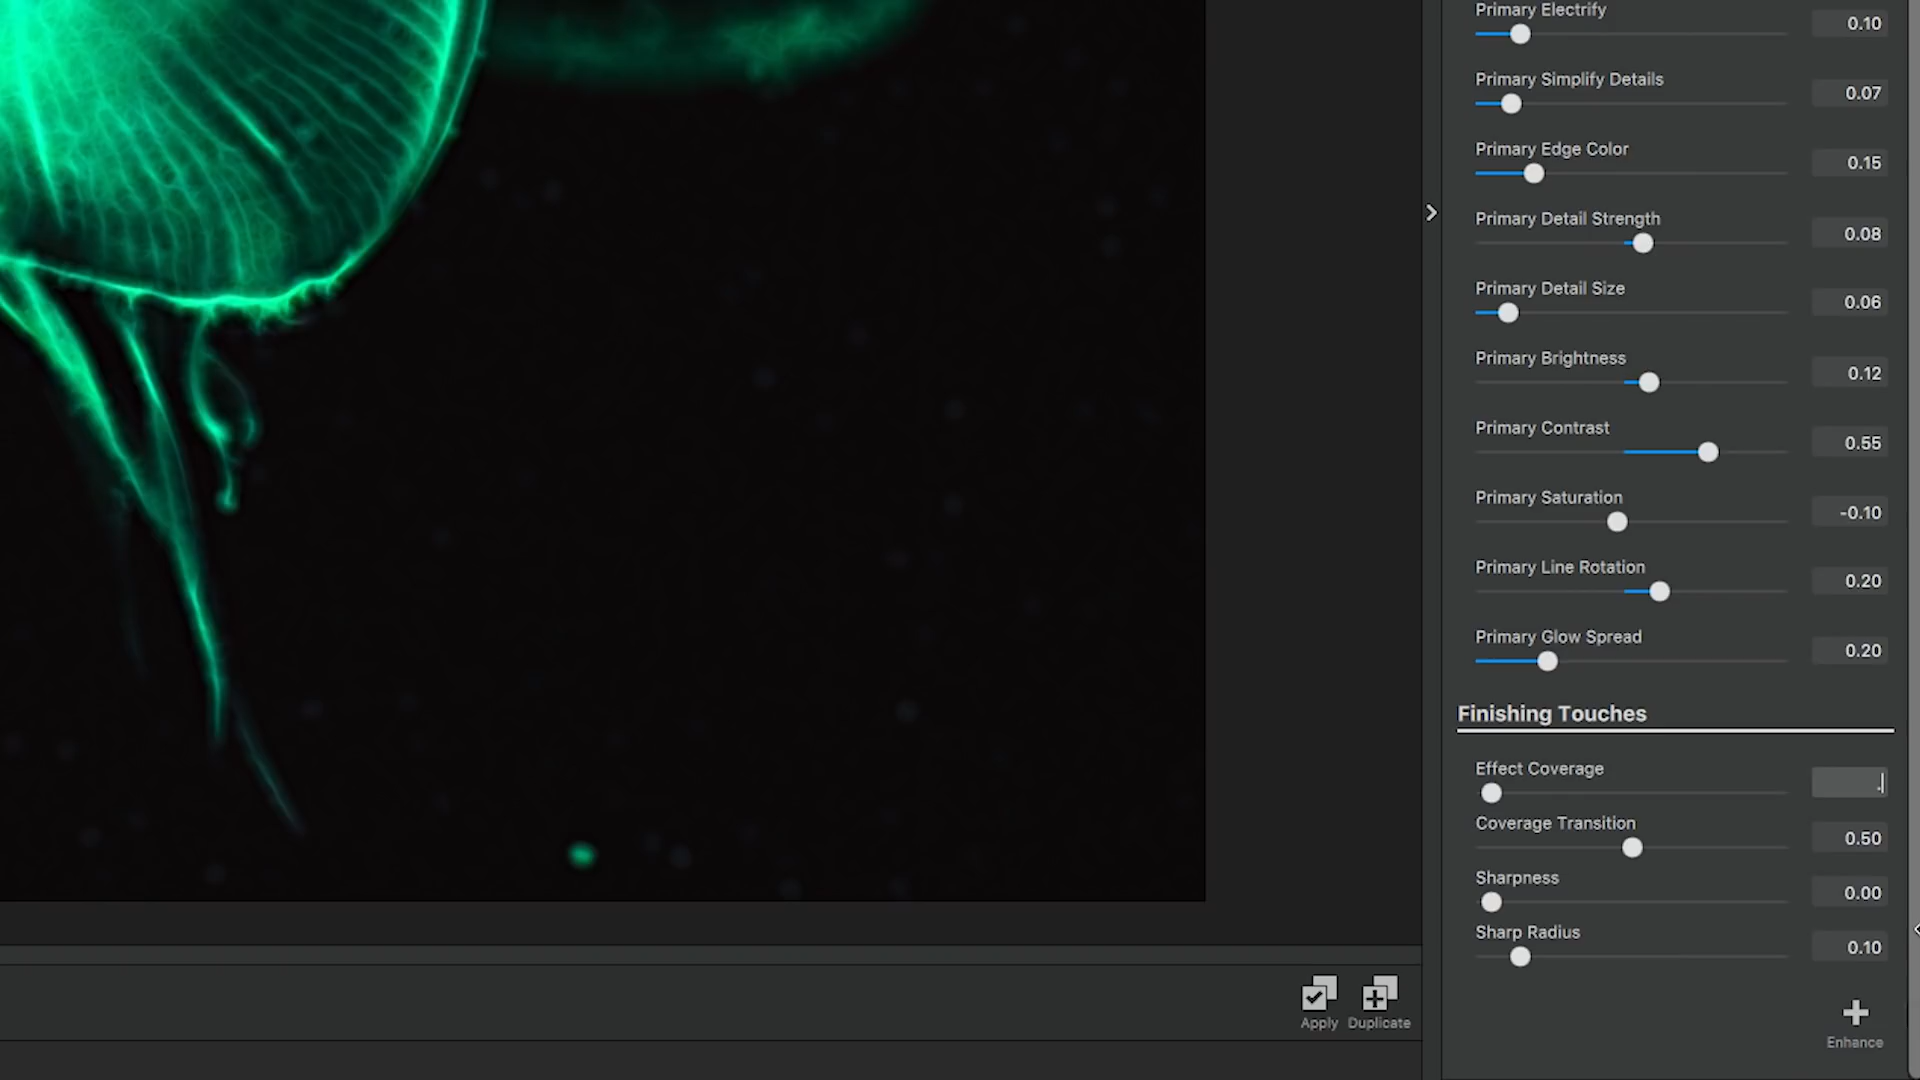 Primary Electrify
0.10
Primary Simplify Details
0.07
Primary Edge Color
0.15
Primary Detail Strength
0.08
Primary Detail Size
0.06
Primary Brightness
0.12
Primary Contrast
0.55
Primary Saturation
-0.10
Primary Line Rotation
0.20
Primary Glow Spread
0.20
Finishing Touches
Effect Coverage
.
Coverage Transition
0.50
Sharpness
0.00
Sharp Radius
0.10
Apply Duplicate
Enhance